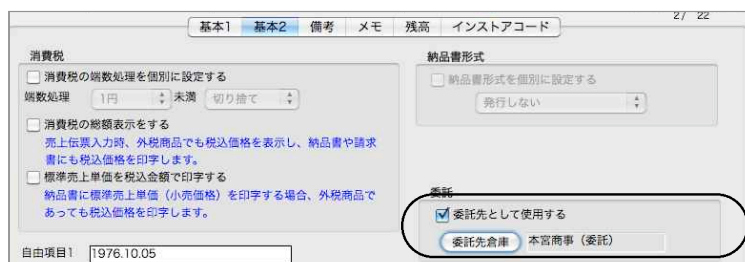 2/ 22
基本1 基本2 備考 メモ 残高 インストアコード
消費税
消費税の端数処理を個別に設定する
端数処理 1円 未満 切り捨て
消費税の総額表示をする
売上伝票入力時、外税商品でも税込価格を表示し、納品書や請求
書にも税込価格を印字します。
標準売上単価を税込金額で印字する
納品書に標準売上単価（小売価格）を印字する場合、外税商品で
あっても税込価格を印字します。
自由項目1 1976.10.05
納品書形式
納品書形式を個別に設定する
発行しない
委託
委託先として使用する
委託先倉庫 本宮商事（委託）